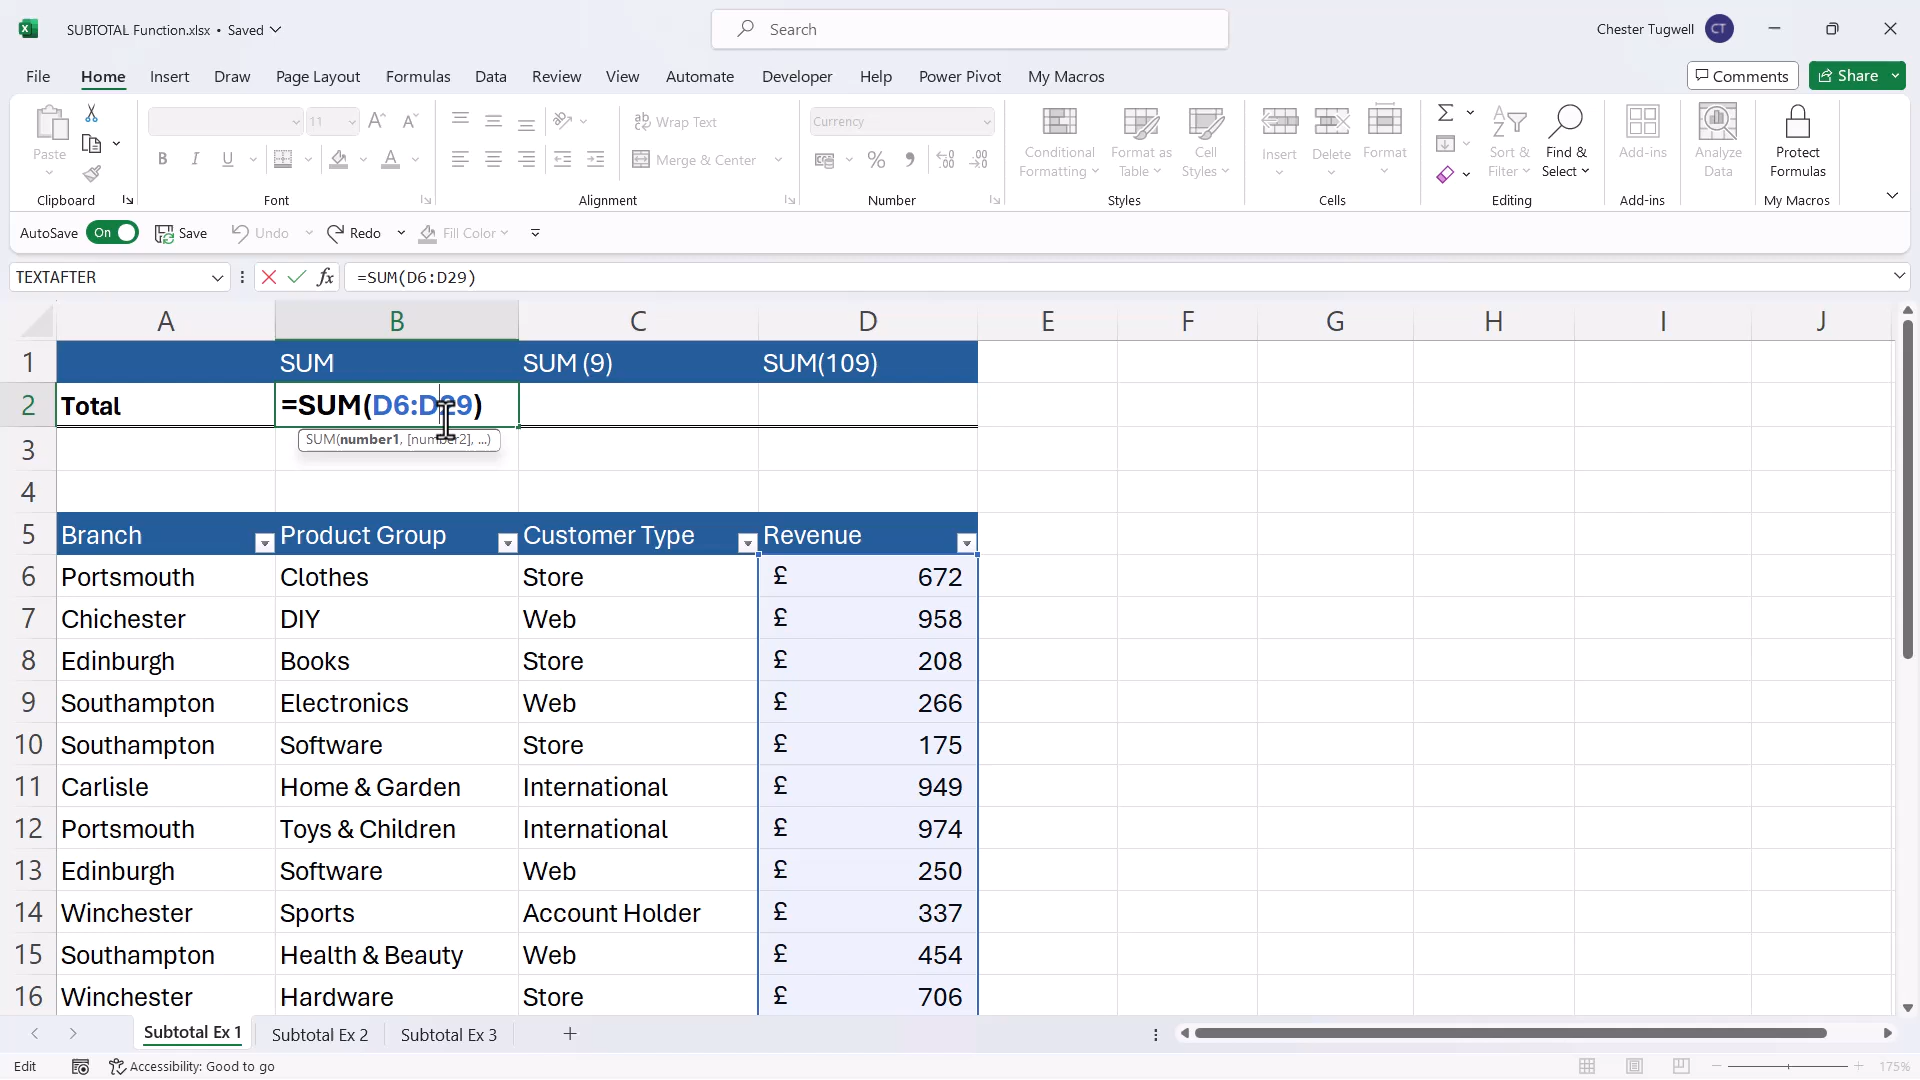 SUBTOTAL Function.xlsx • Saved
Search
Chester Tugwell CT
File Home Insert Draw Page Layout Formulas Data Review View Automate Developer Help Power Pivot My Macros Comments Share
Paste
11
Wrap Text
Merge & Center
Currency
Conditional Formatting
Format as Table
Cell Styles
Insert
Delete
Format
Sort & Filter
Find & Select
Add-ins
Analyze Data
Protect Formulas
Clipboard Font Alignment Number Styles Cells Editing Add-ins My Macros
AutoSave On Save Undo Redo Fill Color
TEXTAFTER fx =SUM(D6:D29)
A B C D E F G H I J
1 SUM SUM (9) SUM(109)
2 Total =SUM(D6:D29)
SUM(number1, [number2], ...)
3
4
5 Branch Product Group Customer Type Revenue
6 Portsmouth Clothes Store £ 672
7 Chichester DIY Web £ 958
8 Edinburgh Books Store £ 208
9 Southampton Electronics Web £ 266
10 Southampton Software Store £ 175
11 Carlisle Home & Garden International £ 949
12 Portsmouth Toys & Children International £ 974
13 Edinburgh Software Web £ 250
14 Winchester Sports Account Holder £ 337
15 Southampton Health & Beauty Web £ 454
16 Winchester Hardware Store £ 706
Subtotal Ex 1 Subtotal Ex 2 Subtotal Ex 3
Edit Accessibility: Good to go 175%